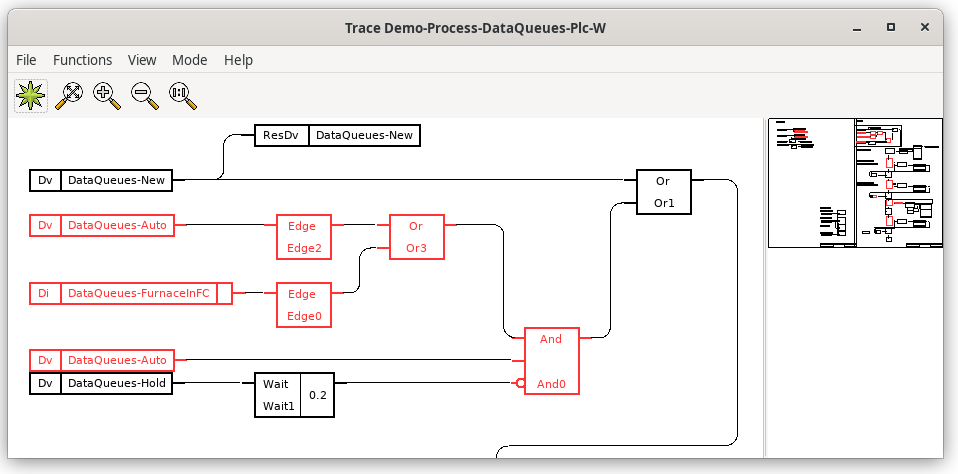 Trace Demo-Process-DataQueues-Plc-W
File Functions View Mode Help
ResDv DataQueues-New
Dv DataQueues-New
Or
Or1
Dv DataQueues-Auto
Edge
Edge2
Or
Or3
Di DataQueues-FurnaceInFC
Edge
Edge0
And
And0
Dv DataQueues-Auto
Dv DataQueues-Hold
Wait
Wait1
0.2